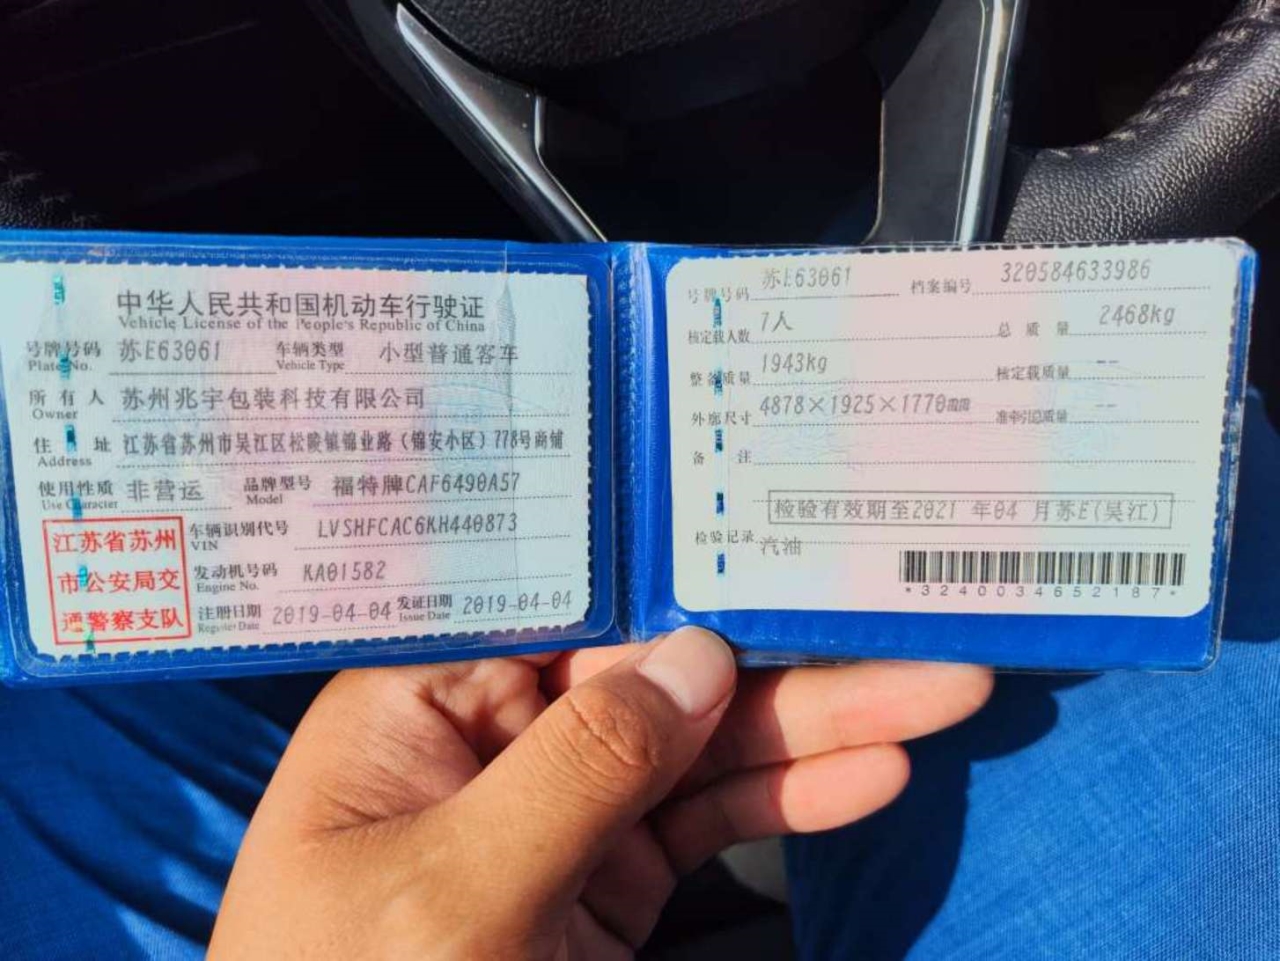 中华人民共和国机动车行驶证
Vehicle License of the People's Republic of China
号牌号码 苏E63061 车辆类型 小型普通客车
Plate No. Vehicle Type
所有人 苏州兆宇包装科技有限公司
Owner
住址 江苏省苏州市吴江区松陵镇锦业路(锦安小区)778号商铺
Address
使用性质 非营运 品牌型号 福特牌CAF6490A57
Use Character Model
江苏省苏州
市公安局交
通警察支队
车辆识别代号 LVSHFCAC6KH440873
VIN
发动机号码 KA01582
Engine No.
注册日期 2019-04-04 发证日期 2019-04-04
Register Date Issue Date
号牌号码 苏E63061 档案编号 320584633986
核定载人数 7人 总质量 2468kg
整备质量 1943kg 核定载质量 --
外廓尺寸 4878×1925×1770mm 准牵引总质量 --
备注
检验有效期至2021年04月苏E(吴江)
检验记录 汽油
*3240034652187*